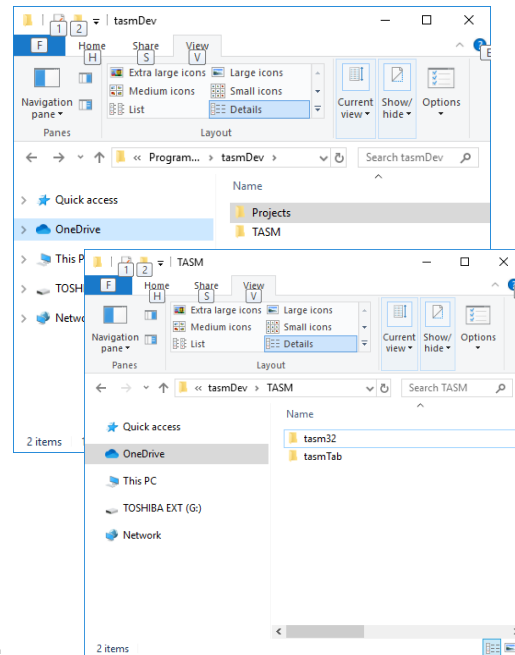 tasmDev
1 2
F Home Share View
H S V E
Extra large icons Large icons
Medium icons Small icons
List Details
Navigation pane
Current view
Show/ hide
Options
Panes Layout
« Program... > tasmDev > Search tasmDev
Name
Quick access
OneDrive
This P
TOSH
Netwo
Projects
TASM
2 items
TASM
1 2
F Home Share View
H S V
Extra large icons Large icons
Medium icons Small icons
List Details
Navigation pane
Current view
Show/ hide
Options
Panes Layout
« tasmDev > TASM Search TASM
Name
Quick access
OneDrive
This PC
TOSHIBA EXT (G:)
Network
tasm32
tasmTab
2 items